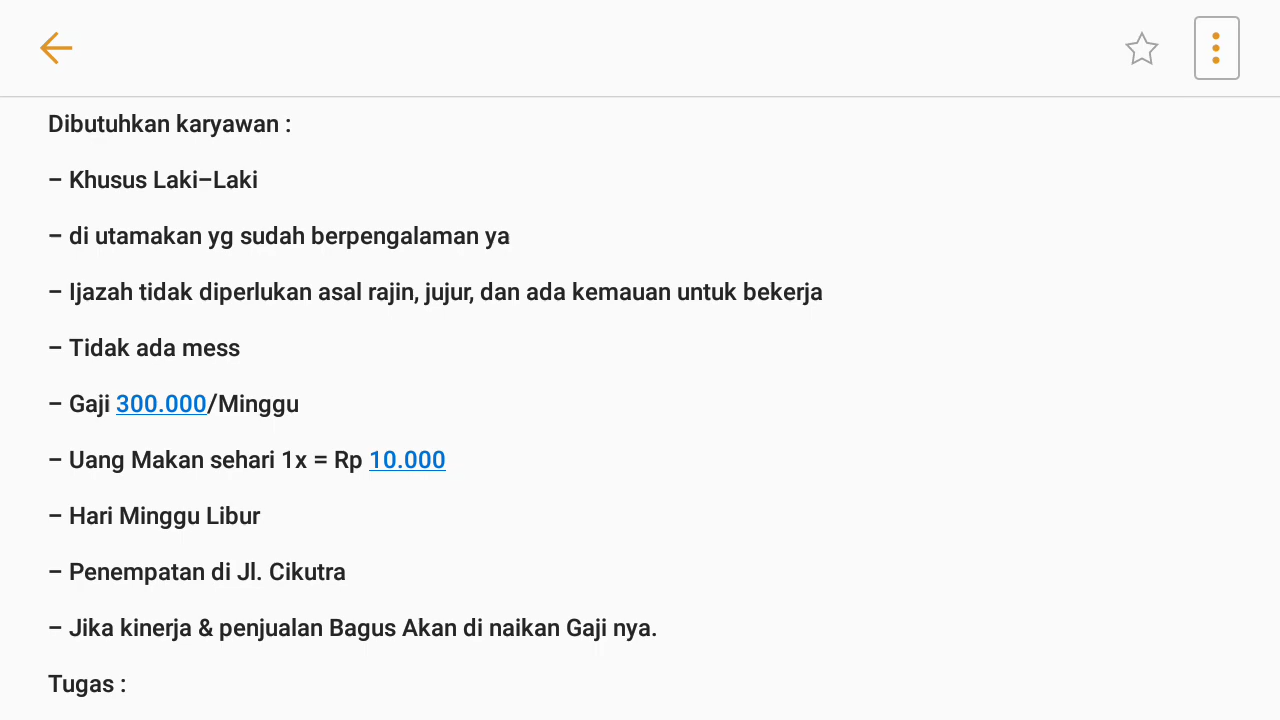 Dibutuhkan karyawan :
– Khusus Laki–Laki
– di utamakan yg sudah berpengalaman ya
– Ijazah tidak diperlukan asal rajin, jujur, dan ada kemauan untuk bekerja
– Tidak ada mess
– Gaji 300.000/Minggu
– Uang Makan sehari 1x = Rp 10.000
– Hari Minggu Libur
– Penempatan di Jl. Cikutra
– Jika kinerja & penjualan Bagus Akan di naikan Gaji nya.
Tugas :